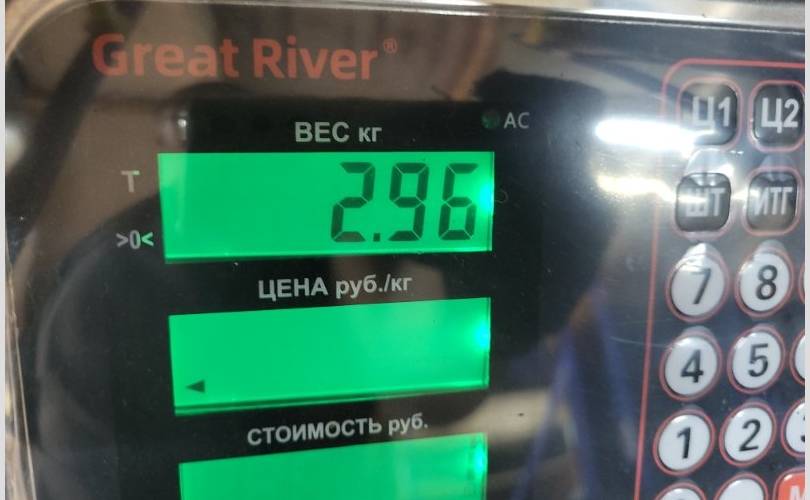 Great River®
ВЕС кг
AC
T
2.96
>0<
ЦЕНА руб./кг
СТОИМОСТЬ руб.
Ц1 Ц2
ШТ ИТГ
7 8
4 5
1 2